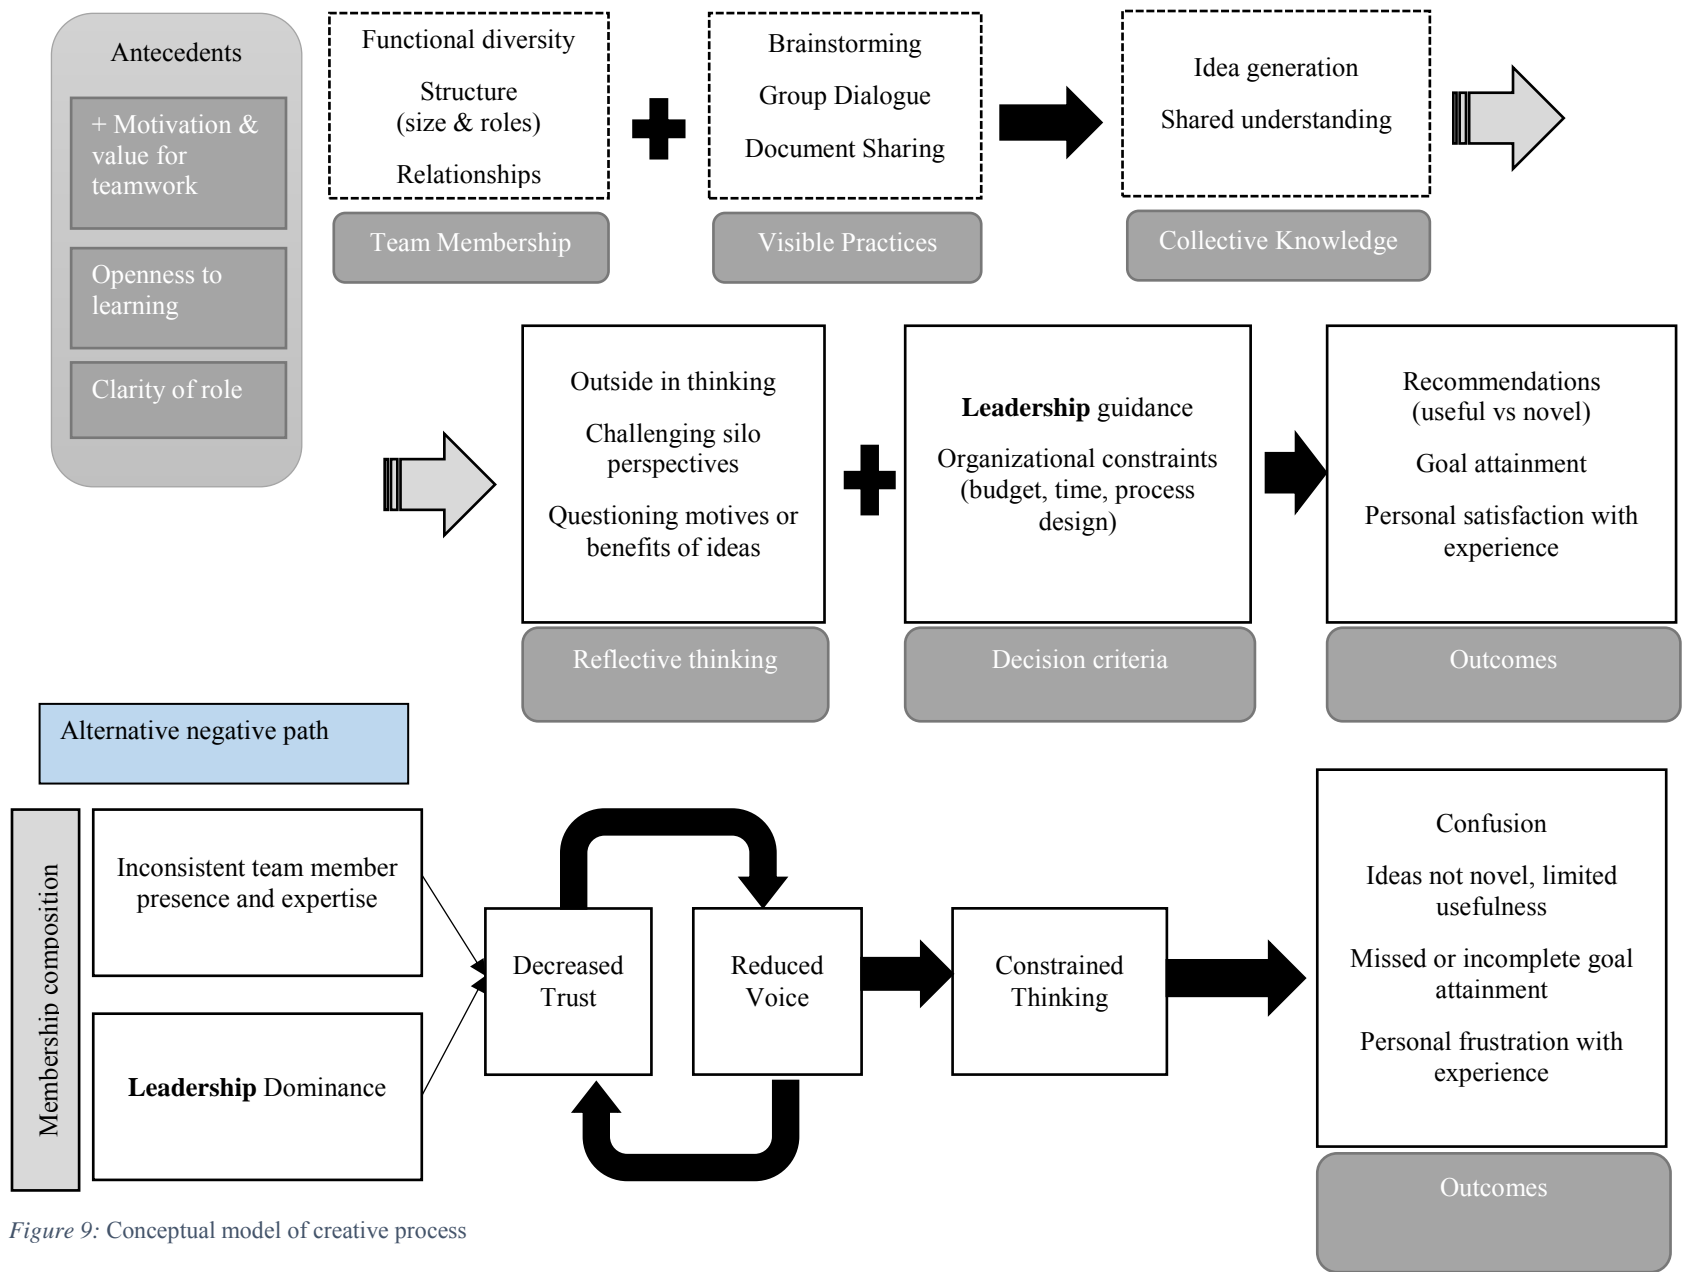 Antecedents
+ Motivation &
value for
teamwork
Openness to
learning
Clarity of role
Functional diversity
Structure
(size & roles)
Relationships
Team Membership
Brainstorming
Group Dialogue
Document Sharing
Visible Practices
Idea generation
Shared understanding
Collective Knowledge
Outside in thinking
Challenging silo
perspectives
Questioning motives or
benefits of ideas
Reflective thinking
Leadership guidance
Organizational constraints
(budget, time, process
design)
Decision criteria
Recommendations
(useful vs novel)
Goal attainment
Personal satisfaction with
experience
Outcomes
Alternative negative path
Membership composition
Inconsistent team member
presence and expertise
Leadership Dominance
Decreased
Trust
Reduced
Voice
Constrained
Thinking
Confusion
Ideas not novel, limited
usefulness
Missed or incomplete goal
attainment
Personal frustration with
experience
Outcomes
Figure 9: Conceptual model of creative process